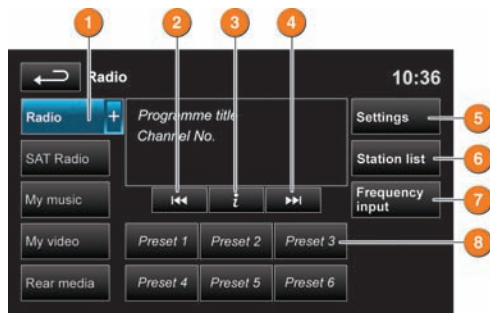 1
2
3
4
Radio
10:36
Radio +
Programme title
Channel No.
Settings
5
SAT Radio
Station list
6
My music
i
Frequency
input
7
My video
Preset 1
Preset 2
Preset 3
8
Rear media
Preset 4
Preset 5
Preset 6